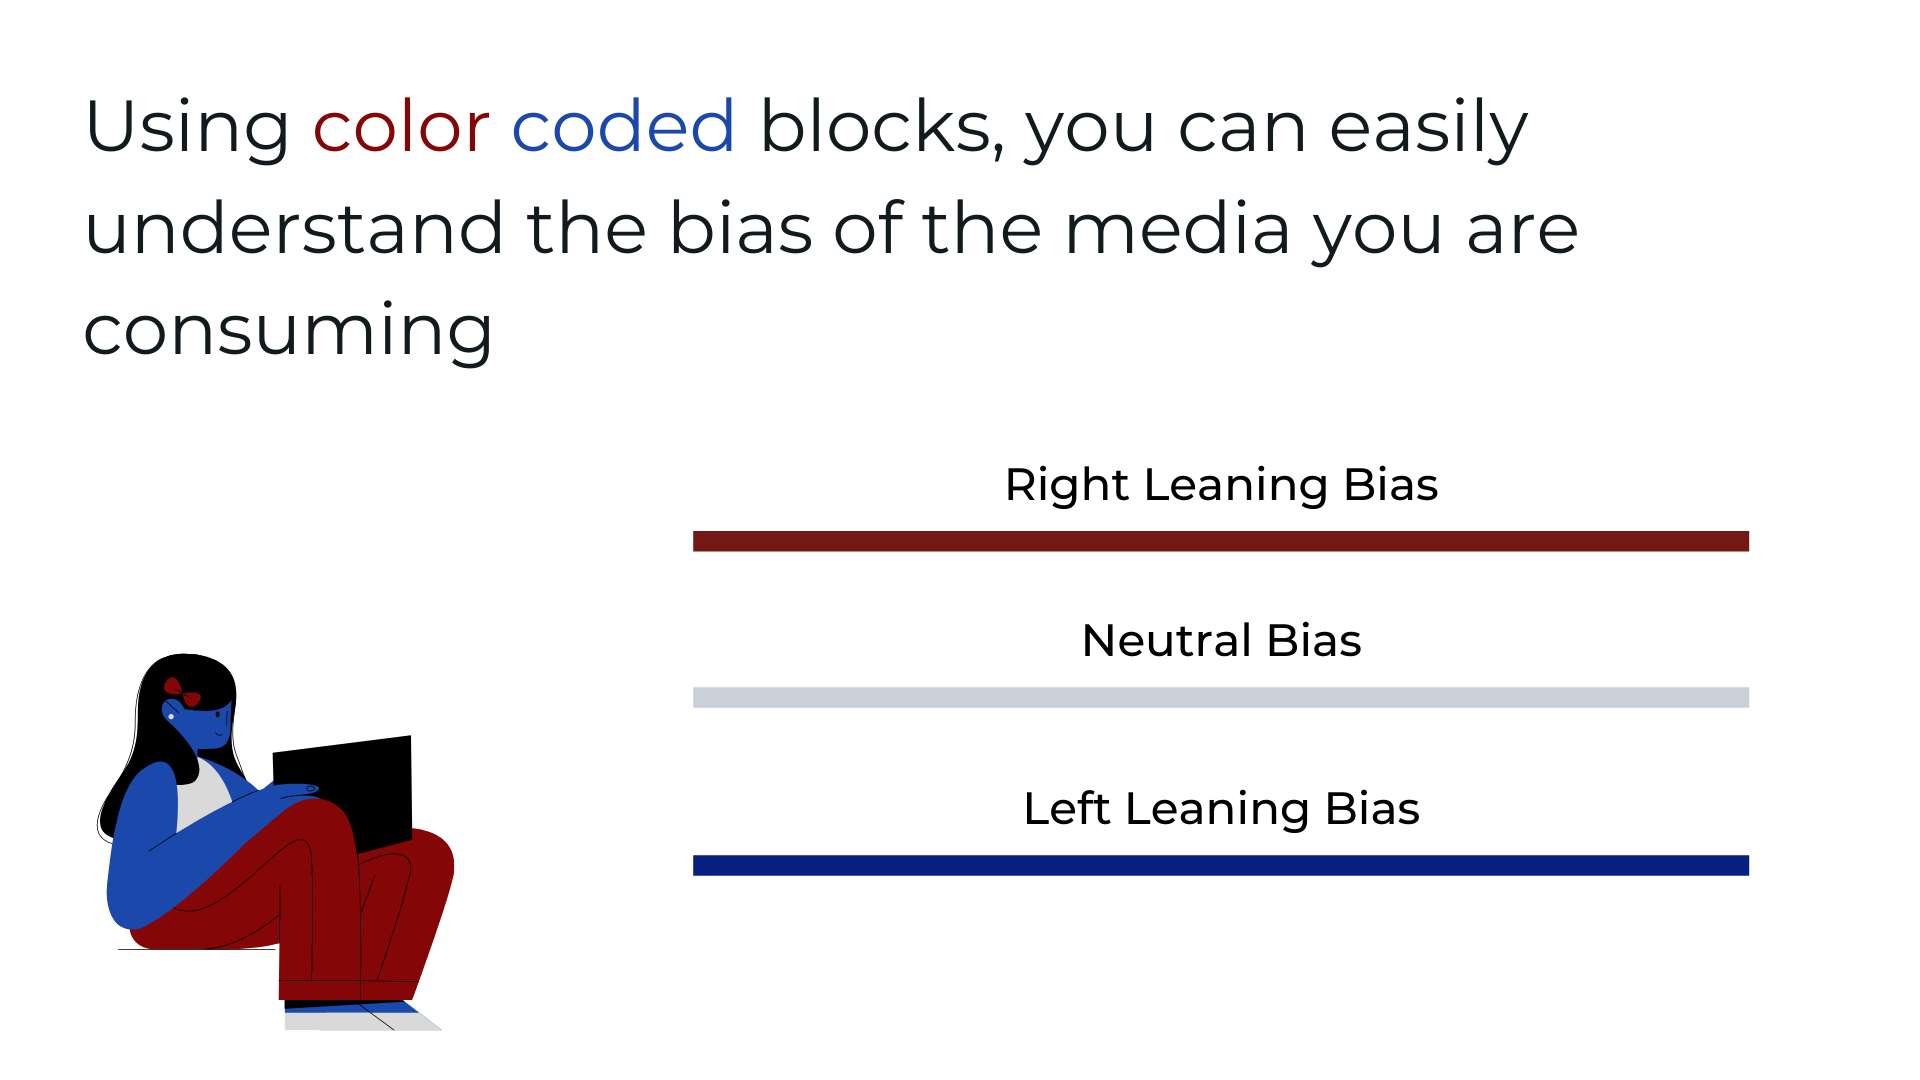 Using color coded blocks, you can easily
understand the bias of the media you are
consuming
Right Leaning Bias
Neutral Bias
Left Leaning Bias